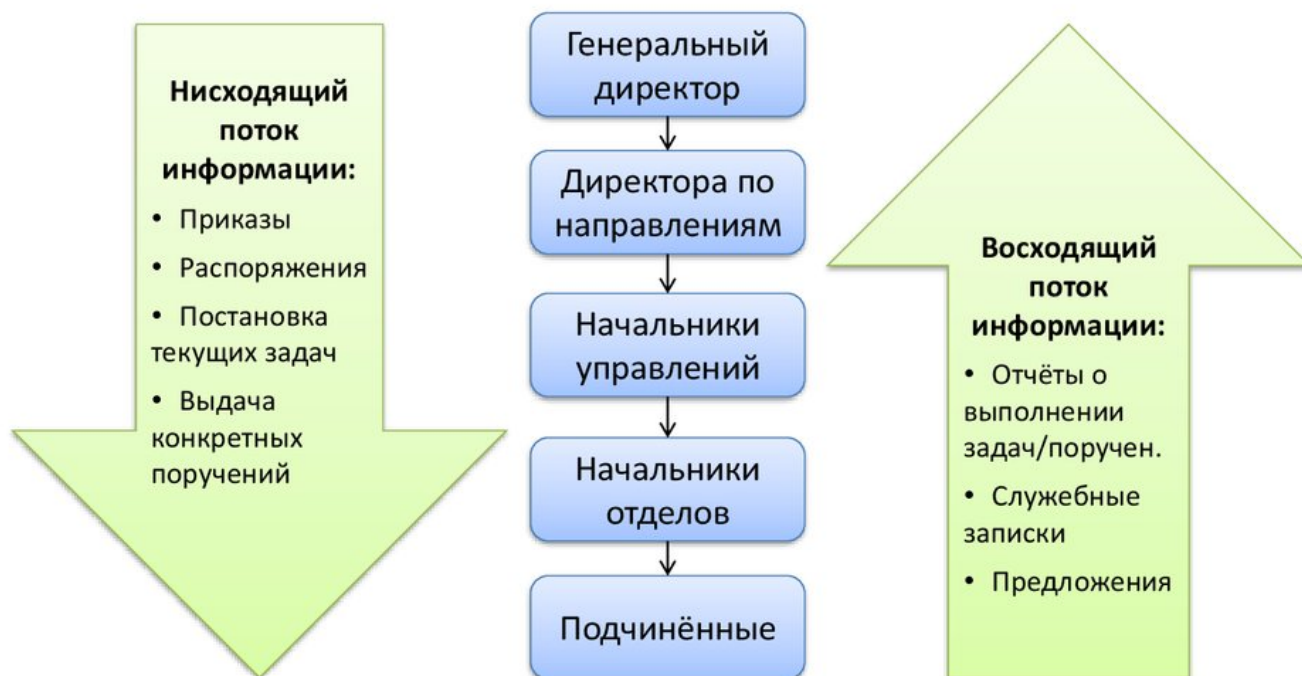 Нисходящий
поток
информации:
• Приказы
• Распоряжения
• Постановка
текущих задач
• Выдача
конкретных
поручений
Генеральный
директор
Директора по
направлениям
Начальники
управлений
Начальники
отделов
Подчинённые
Восходящий
поток
информации:
• Отчёты о
выполнении
задач/поручен.
• Служебные
записки
• Предложения